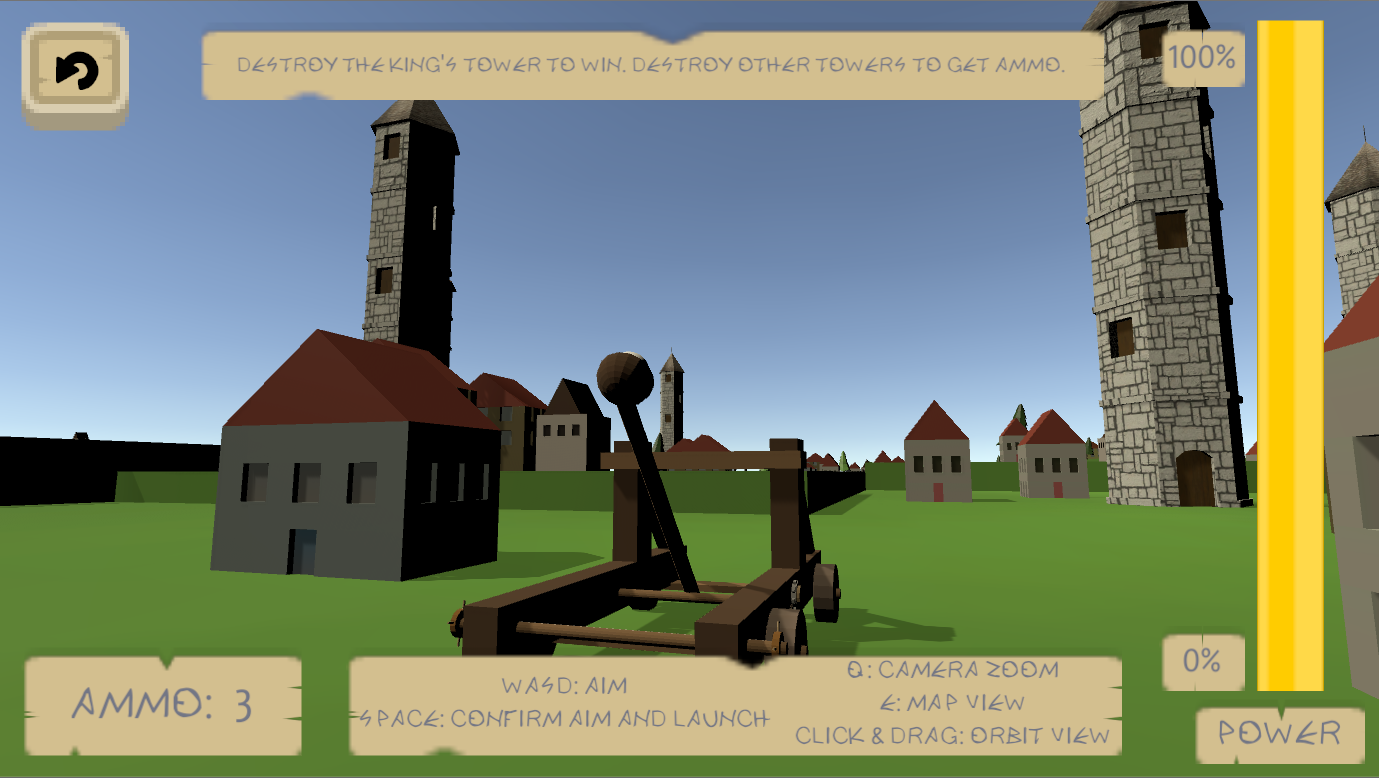 DESTROY THE KING'S TOWER TO WIN. DESTROY OTHER TOWERS TO GET AMMO.
100%
AMMO: 3
WASD: AIM
SPACE: CONFIRM AIM AND LAUNCH
Q: CAMERA ZOOM
E: MAP VIEW
CLICK & DRAG: ORBIT VIEW
0%
POWER